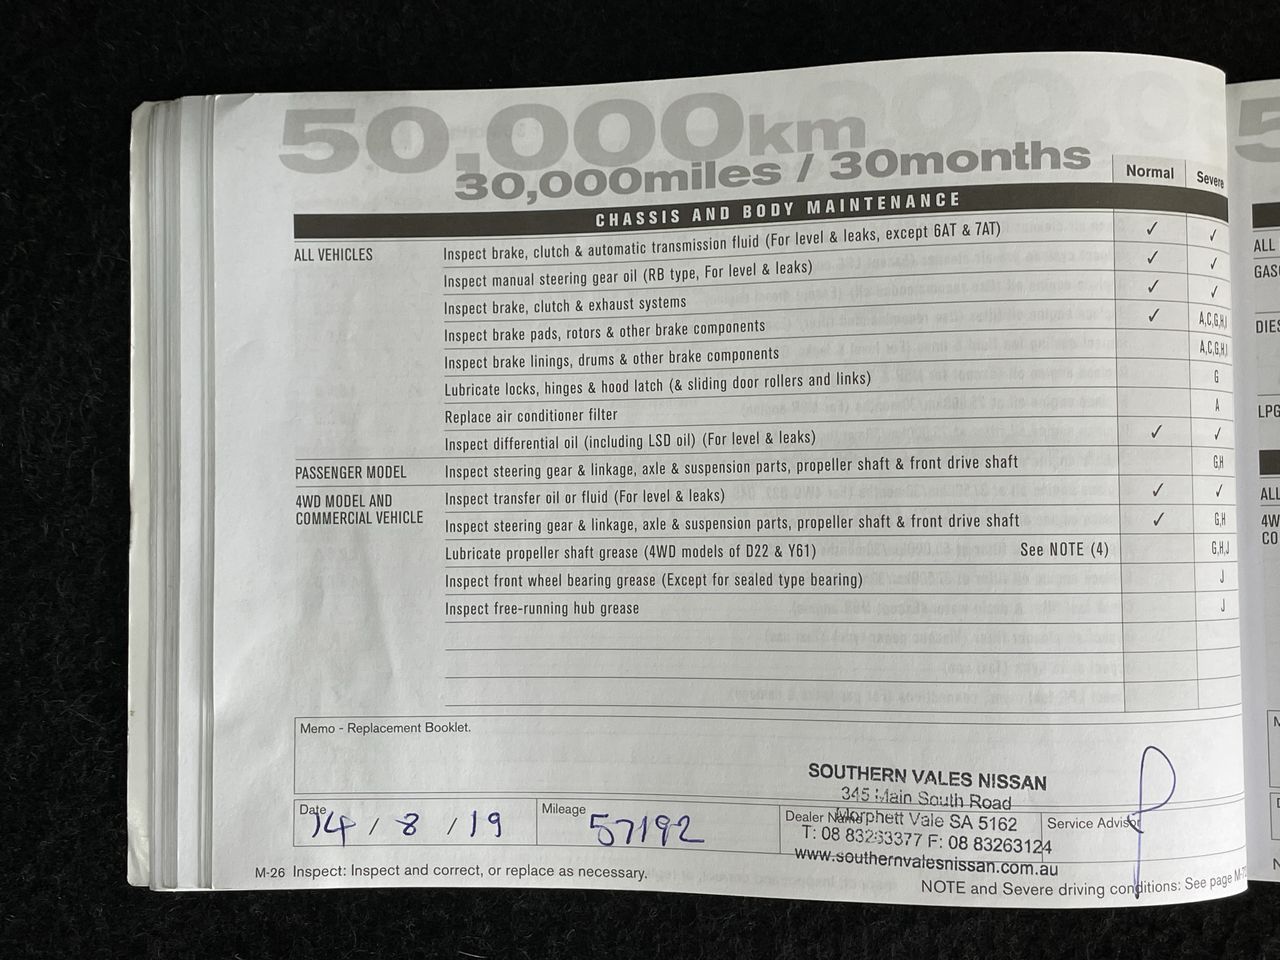 50,000km
30,000miles / 30months
Normal Severe
CHASSIS AND BODY MAINTENANCE
ALL VEHICLES Inspect brake, clutch & automatic transmission fluid (For level & leaks, except 6AT & 7AT) ✓ ✓
Inspect manual steering gear oil (RB type, For level & leaks) ✓ ✓
Inspect brake, clutch & exhaust systems ✓ ✓
Inspect brake pads, rotors & other brake components ✓ A,C,G,H,I
Inspect brake linings, drums & other brake components A,C,G,H,I
Lubricate locks, hinges & hood latch (& sliding door rollers and links) G
Replace air conditioner filter A
Inspect differential oil (including LSD oil) (For level & leaks) ✓ ✓
PASSENGER MODEL Inspect steering gear & linkage, axle & suspension parts, propeller shaft & front drive shaft G,H
4WD MODEL AND COMMERCIAL VEHICLE Inspect transfer oil or fluid (For level & leaks) ✓ ✓
Inspect steering gear & linkage, axle & suspension parts, propeller shaft & front drive shaft ✓ G,H
Lubricate propeller shaft grease (4WD models of D22 & Y61) See NOTE (4) G,H,J
Inspect front wheel bearing grease (Except for sealed type bearing) J
Inspect free-running hub grease J
Memo - Replacement Booklet.
SOUTHERN VALES NISSAN
345 Main South Road
Morphett Vale SA 5162
T: 08 83263377 F: 08 83263124
www.southernvalesnissan.com.au
Date 14 / 8 / 19
Mileage 57192
Dealer Name
Service Advisor
M-26 Inspect: Inspect and correct, or replace as necessary.
NOTE and Severe driving conditions: See page
ALL
4W
CO
LPG